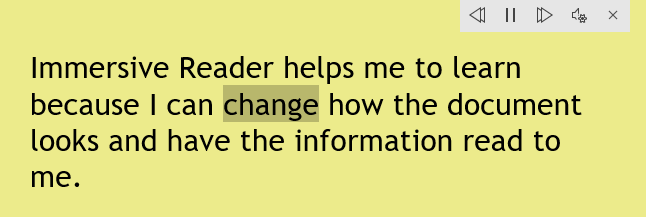 Immersive Reader helps me to learn
because I can change how the document
looks and have the information read to
me.